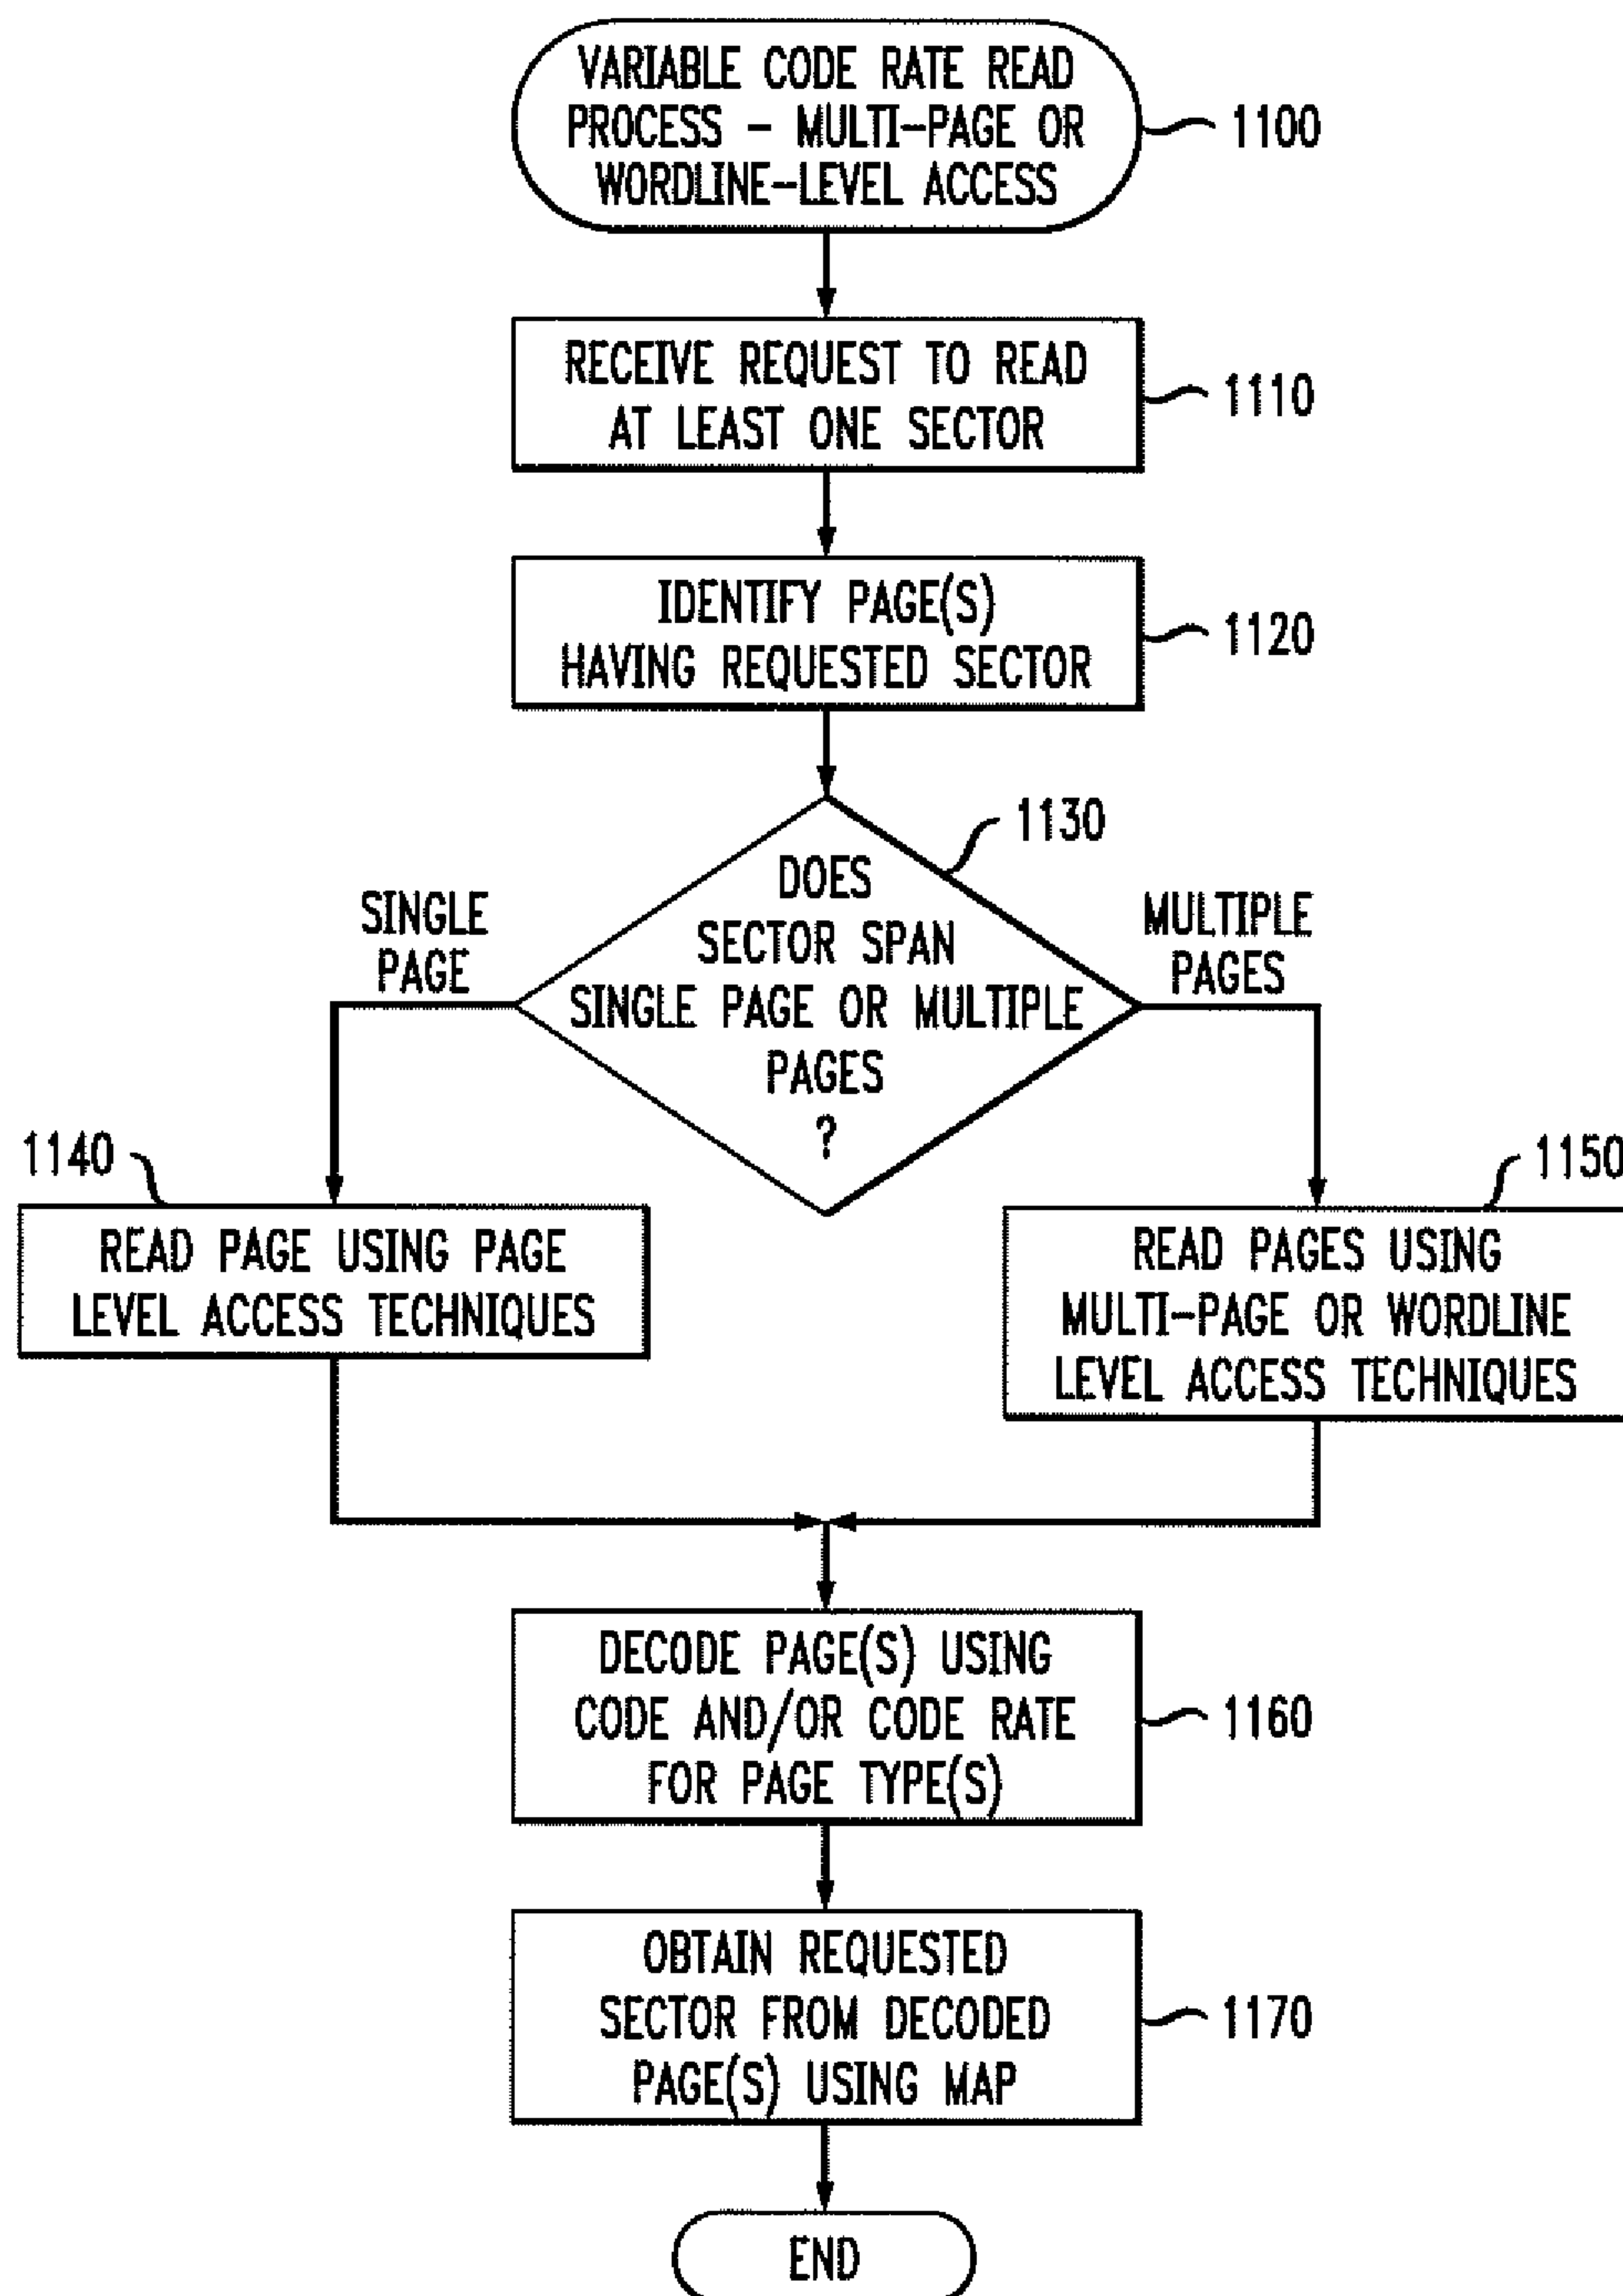 VARIABLE CODE RATE READ
PROCESS - MULTI-PAGE OR
WORDLINE-LEVEL ACCESS
1100
RECEIVE REQUEST TO READ
AT LEAST ONE SECTOR
1110
IDENTIFY PAGE(S)
HAVING REQUESTED SECTOR
1120
1130
DOES
SECTOR SPAN
SINGLE PAGE OR MULTIPLE
PAGES
?
SINGLE
PAGE
MULTIPLE
PAGES
1140
READ PAGE USING PAGE
LEVEL ACCESS TECHNIQUES
1150
READ PAGES USING
MULTI-PAGE OR WORDLINE
LEVEL ACCESS TECHNIQUES
DECODE PAGE(S) USING
CODE AND/OR CODE RATE
FOR PAGE TYPE(S)
1160
OBTAIN REQUESTED
SECTOR FROM DECODED
PAGE(S) USING MAP
1170
END